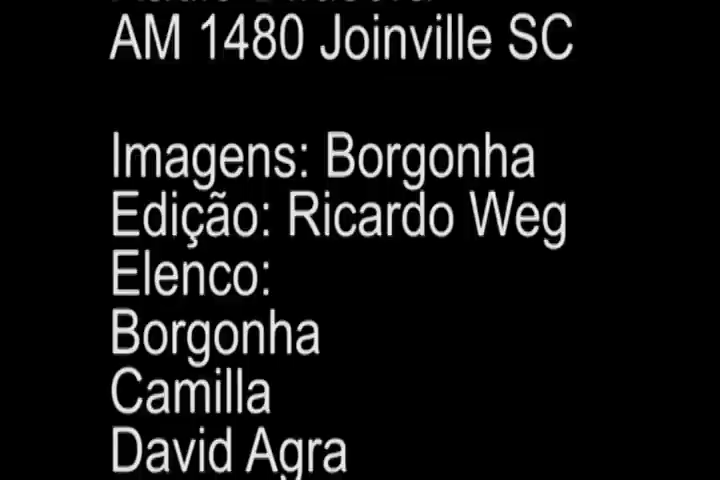 AM 1480 Joinville SC
Imagens: Borgonha
Edição: Ricardo Weg
Elenco:
Borgonha
Camilla
David Agra